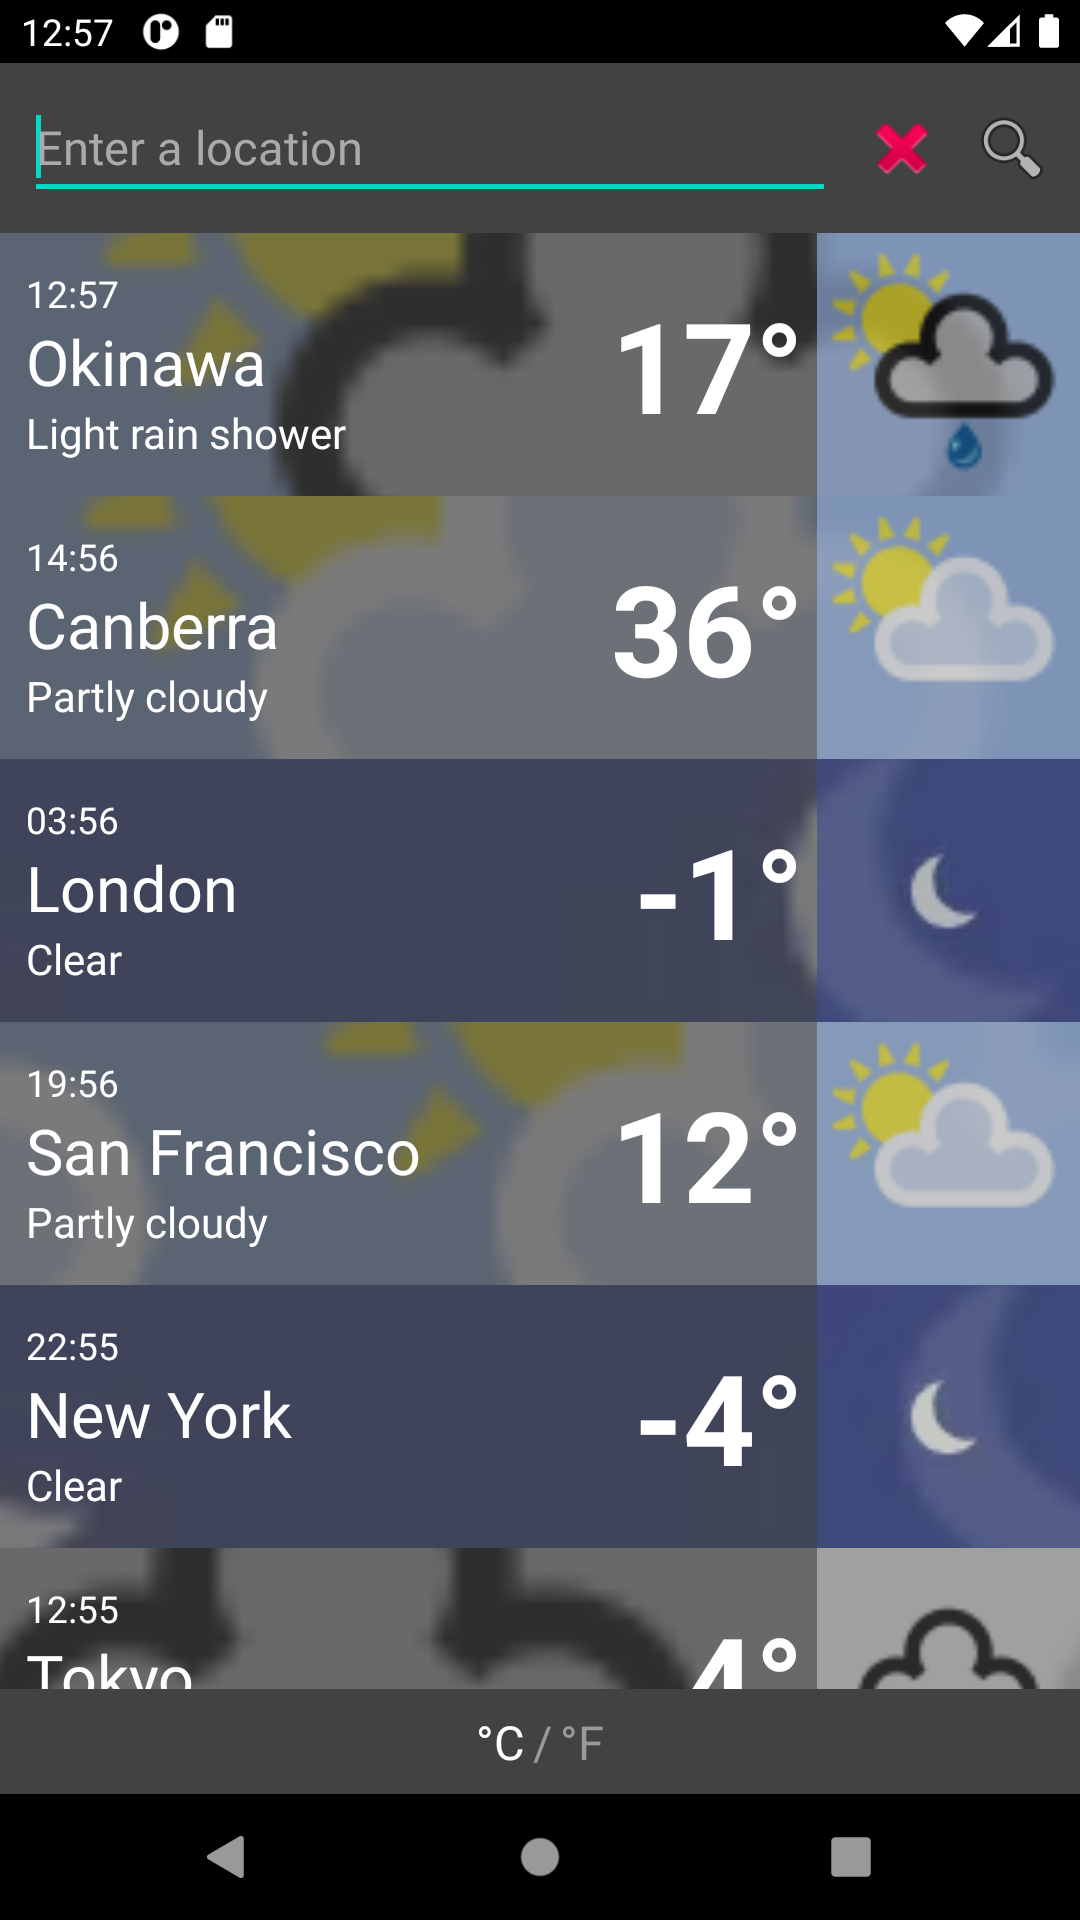 12:57
Enter a location
12:57
Okinawa
Light rain shower
17°
14:56
Canberra
Partly cloudy
36°
03:56
London
Clear
-1°
19:56
San Francisco
Partly cloudy
12°
22:55
New York
Clear
-4°
12:55
Tokyo
4°
°C / °F